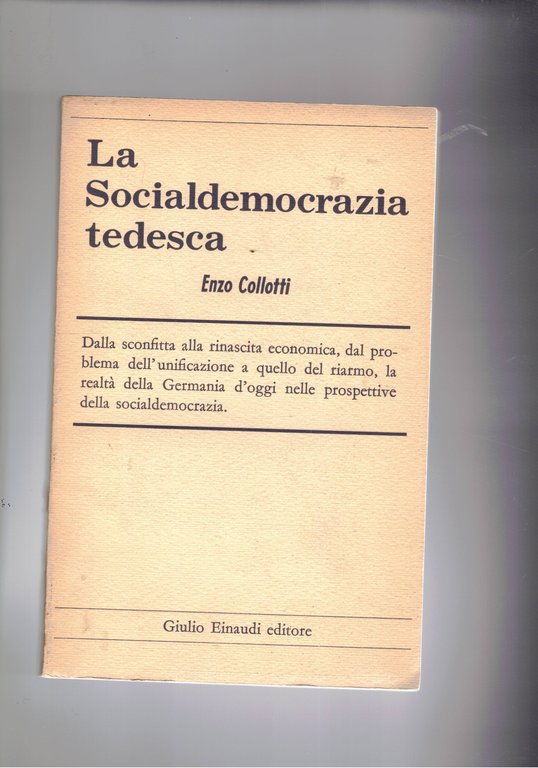 La
Socialdemocrazia
tedesca
Enzo Collotti
Dalla sconfitta alla rinascita economica, dal pro-
blema dell'unificazione a quello del riarmo, la
realtà della Germania d'oggi nelle prospettive
della socialdemocrazia.
Giulio Einaudi editore